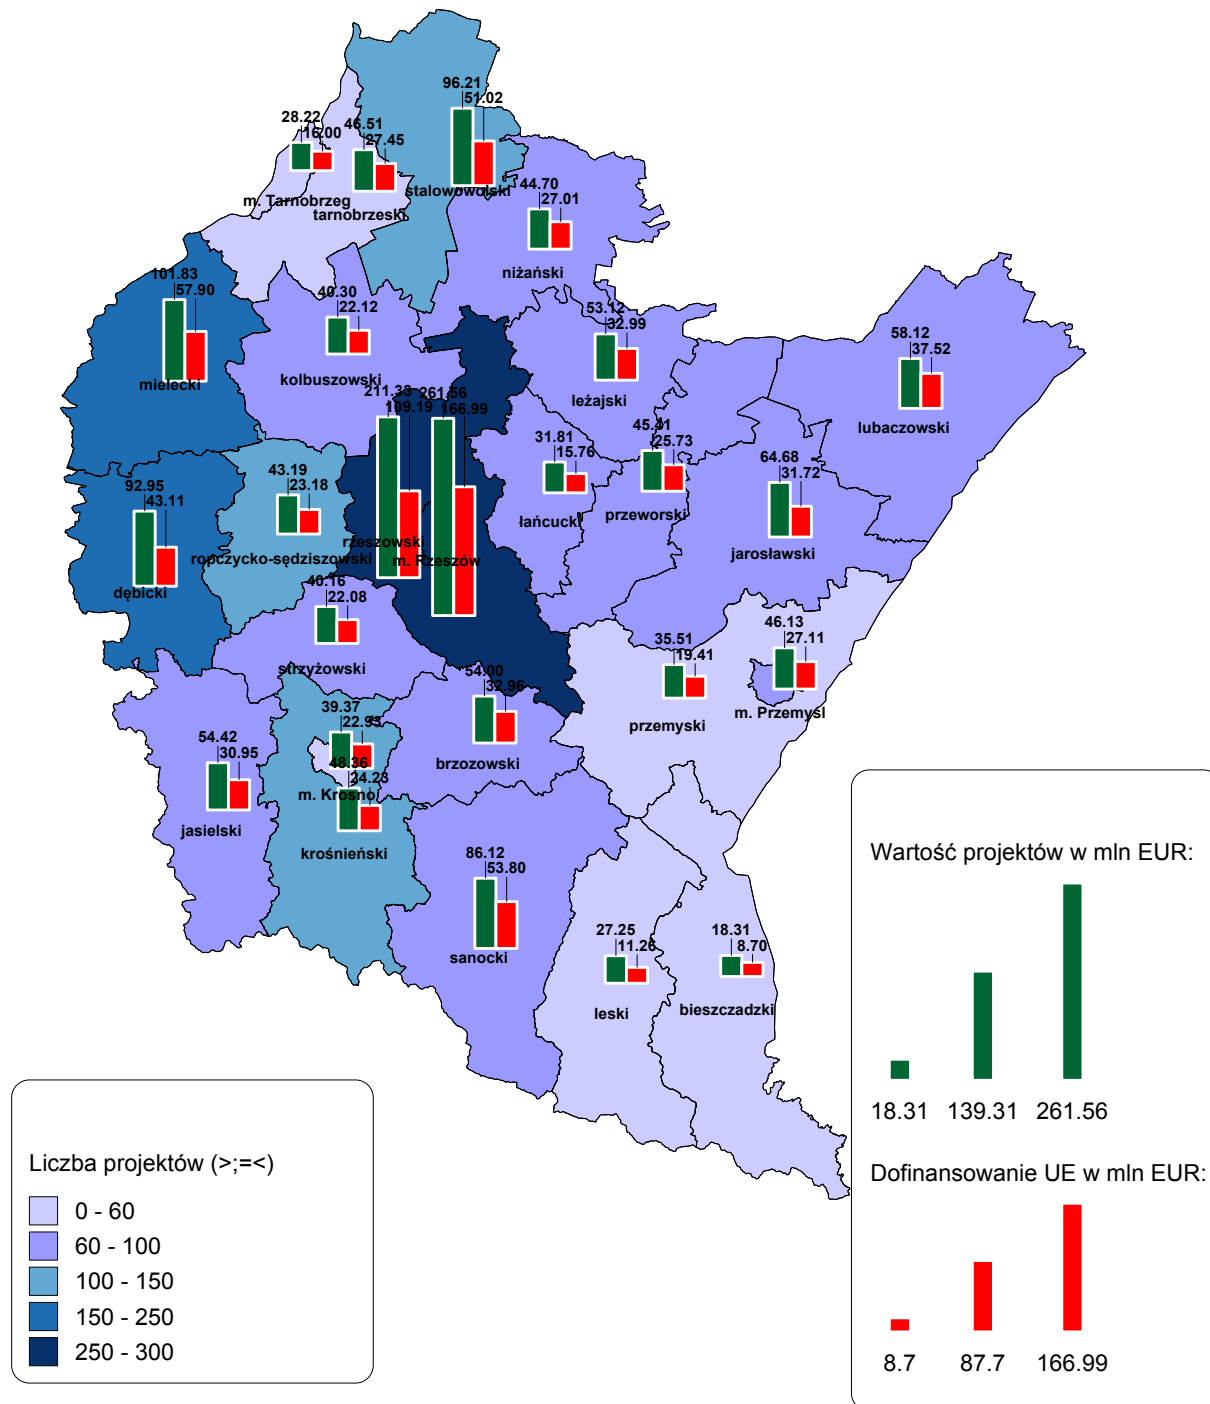 96.21
51.02
stalowowolski
28.22
16.00
m. Tarnobrzeg
46.51
27.45
tarnobrzeski
44.70
27.01
niżański
101.83
57.90
mielecki
40.30
22.12
kolbuszowski
53.12
32.99
leżajski
58.12
37.52
lubaczowski
211.33
109.19
rzeszowski
261.56
166.99
m. Rzeszów
31.81
15.76
łańcucki
45.41
25.73
przeworski
64.68
31.72
jarosławski
92.95
43.11
dębicki
43.19
23.18
ropczycko-sędziszowski
40.16
22.08
strzyżowski
35.51
19.41
przemyski
46.13
27.11
m. Przemyśl
54.00
32.96
brzozowski
39.37
22.93
m. Krosno
48.36
24.23
krośnieński
54.42
30.95
jasielski
86.12
53.80
sanocki
27.25
11.26
leski
18.31
8.70
bieszczadzki
Wartość projektów w mln EUR:
18.31 139.31 261.56
Dofinansowanie UE w mln EUR:
8.7 87.7 166.99
Liczba projektów (>;=<)
0 - 60
60 - 100
100 - 150
150 - 250
250 - 300